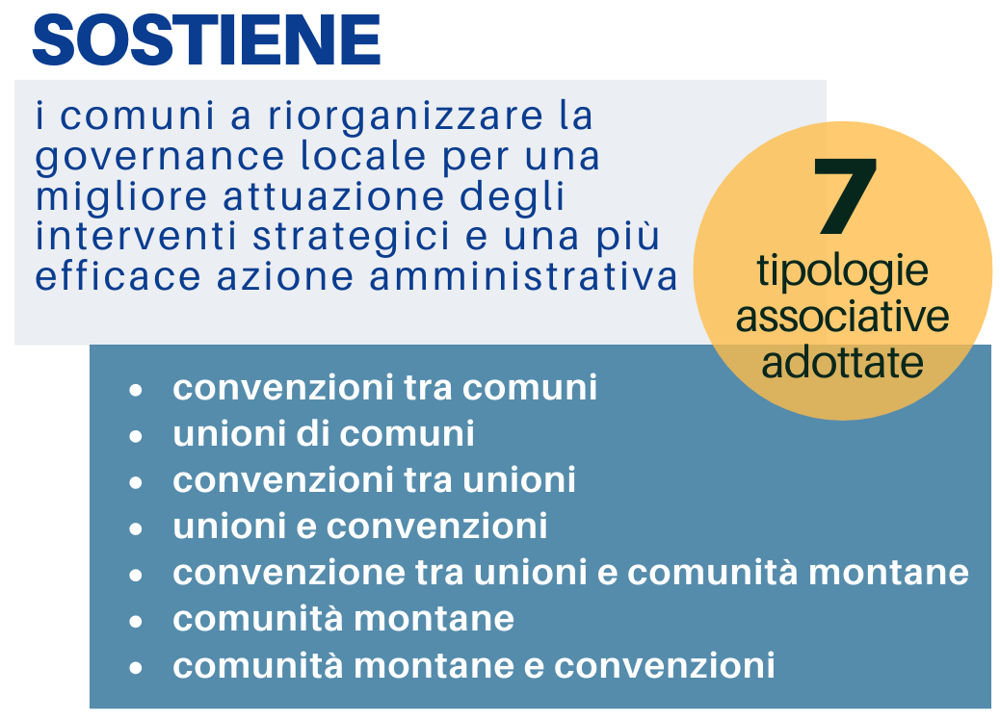 SOSTIENE
i comuni a riorganizzare la
governance locale per una
migliore attuazione degli
interventi strategici e una più
efficace azione amministrativa
7
tipologie
associative
adottate
• convenzioni tra comuni
• unioni di comuni
• convenzioni tra unioni
• unioni e convenzioni
• convenzione tra unioni e comunità montane
• comunità montane
• comunità montane e convenzioni